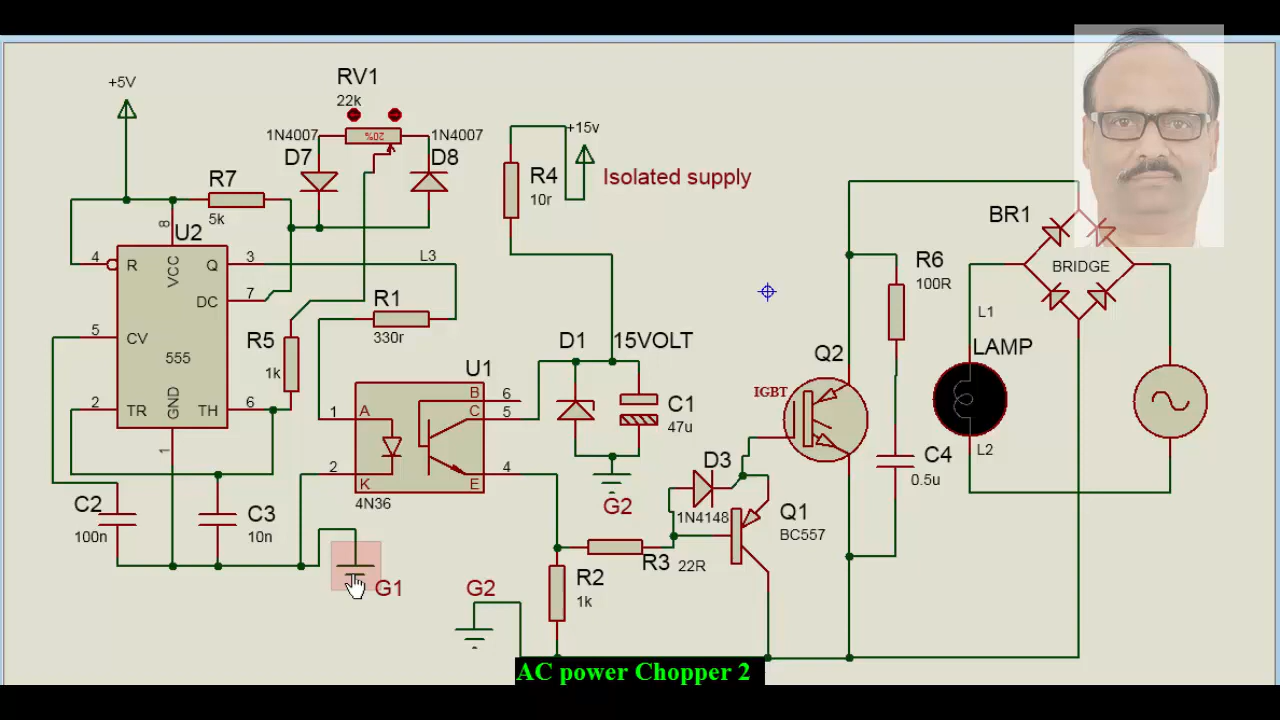 +5V
RV1
22k
20%
1N4007
1N4007
D7
D8
+15v
Isolated supply
R4
10r
R7
5k
U2
BR1
BRIDGE
R6
100R
4
R
8
VCC
Q
3
L3
DC
7
R1
330r
5
CV
555
R5
1k
2
TR
GND
TH
6
1
U1
1
A
B
6
C
5
2
K
E
4
4N36
D1
15VOLT
C1
47u
G2
Q2
IGBT
L1
LAMP
L2
C4
0.5u
D3
1N4148
Q1
BC557
C2
100n
C3
10n
G1
R3
22R
R2
1k
G2
AC power Chopper 2